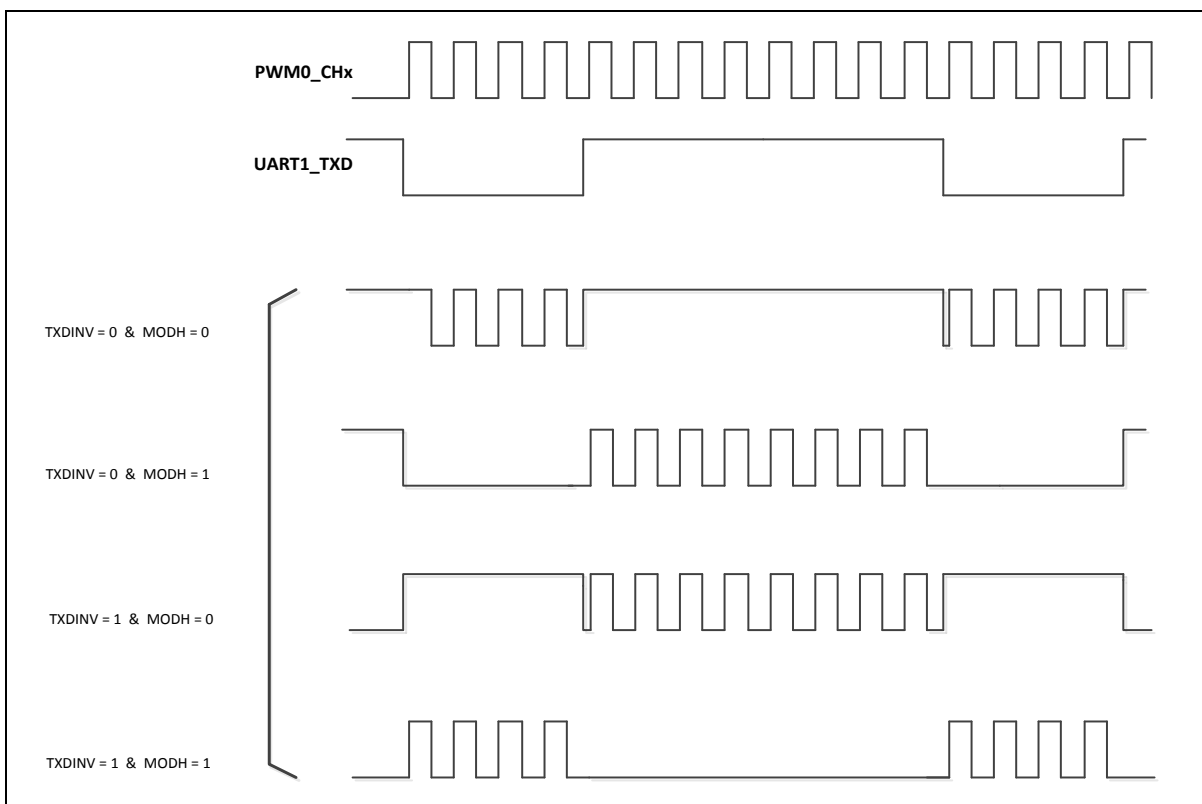 PWM0_CHx
UART1_TXD
TXDINV = 0 & MODH = 0
TXDINV = 0 & MODH = 1
TXDINV = 1 & MODH = 0
TXDINV = 1 & MODH = 1